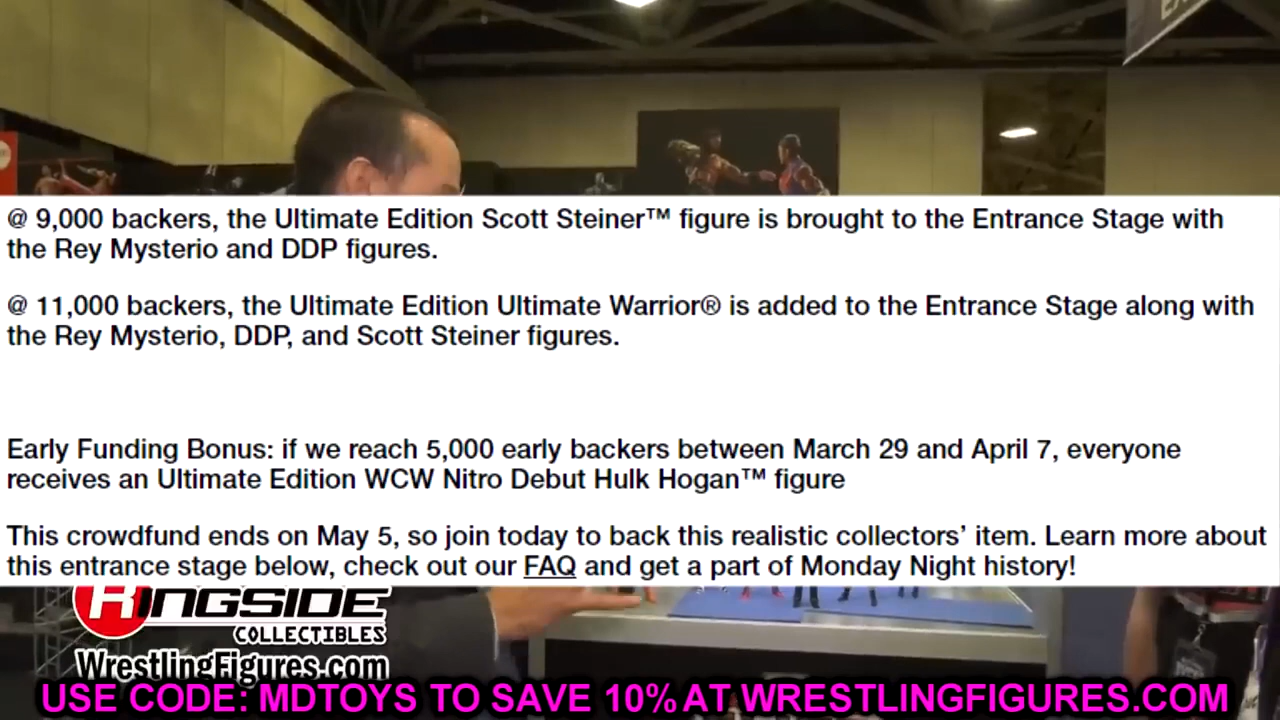 @ 9,000 backers, the Ultimate Edition Scott Steiner™ figure is brought to the Entrance Stage with
the Rey Mysterio and DDP figures.
@ 11,000 backers, the Ultimate Edition Ultimate Warrior® is added to the Entrance Stage along with
the Rey Mysterio, DDP, and Scott Steiner figures.
Early Funding Bonus: if we reach 5,000 early backers between March 29 and April 7, everyone
receives an Ultimate Edition WCW Nitro Debut Hulk Hogan™ figure
This crowdfund ends on May 5, so join today to back this realistic collectors’ item. Learn more about
this entrance stage below, check out our FAQ and get a part of Monday Night history!
RINGSIDE
COLLECTIBLES
WrestlingFigures.com
USE CODE: MDTOYS TO SAVE 10% AT WRESTLINGFIGURES.COM